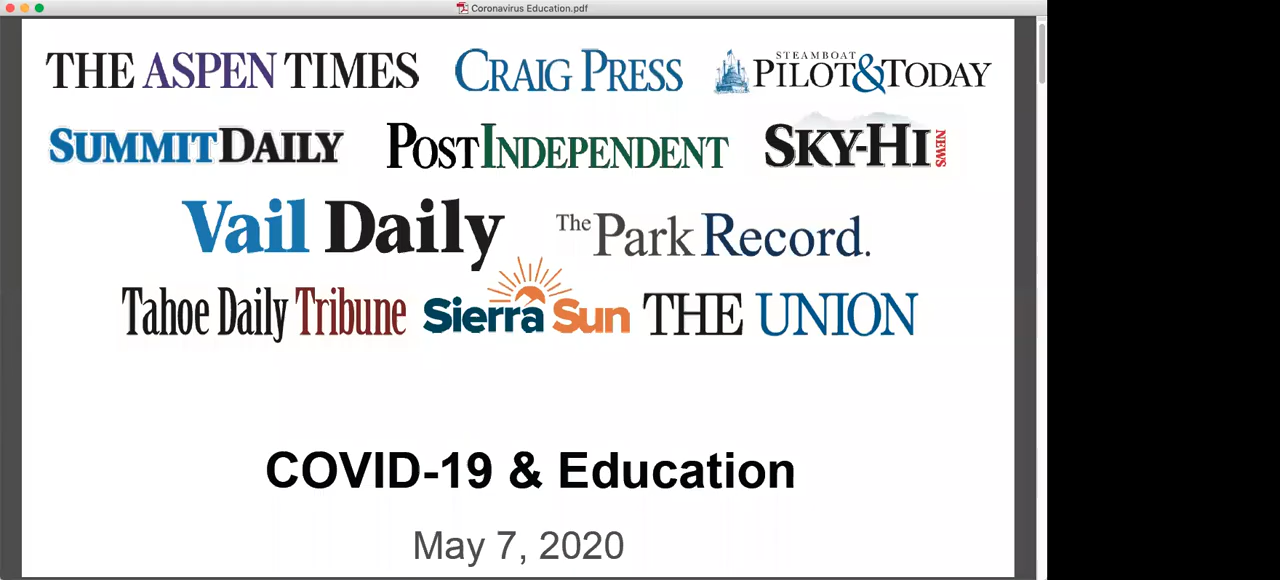 Coronavirus Education.pdf
THE ASPEN TIMES
CRAIG PRESS
STEAMBOAT
PILOT&TODAY
SUMMIT DAILY
POST INDEPENDENT
SKY-HI NEWS
Vail Daily
The Park Record.
Tahoe Daily Tribune
Sierra Sun
THE UNION
COVID-19 & Education
May 7, 2020